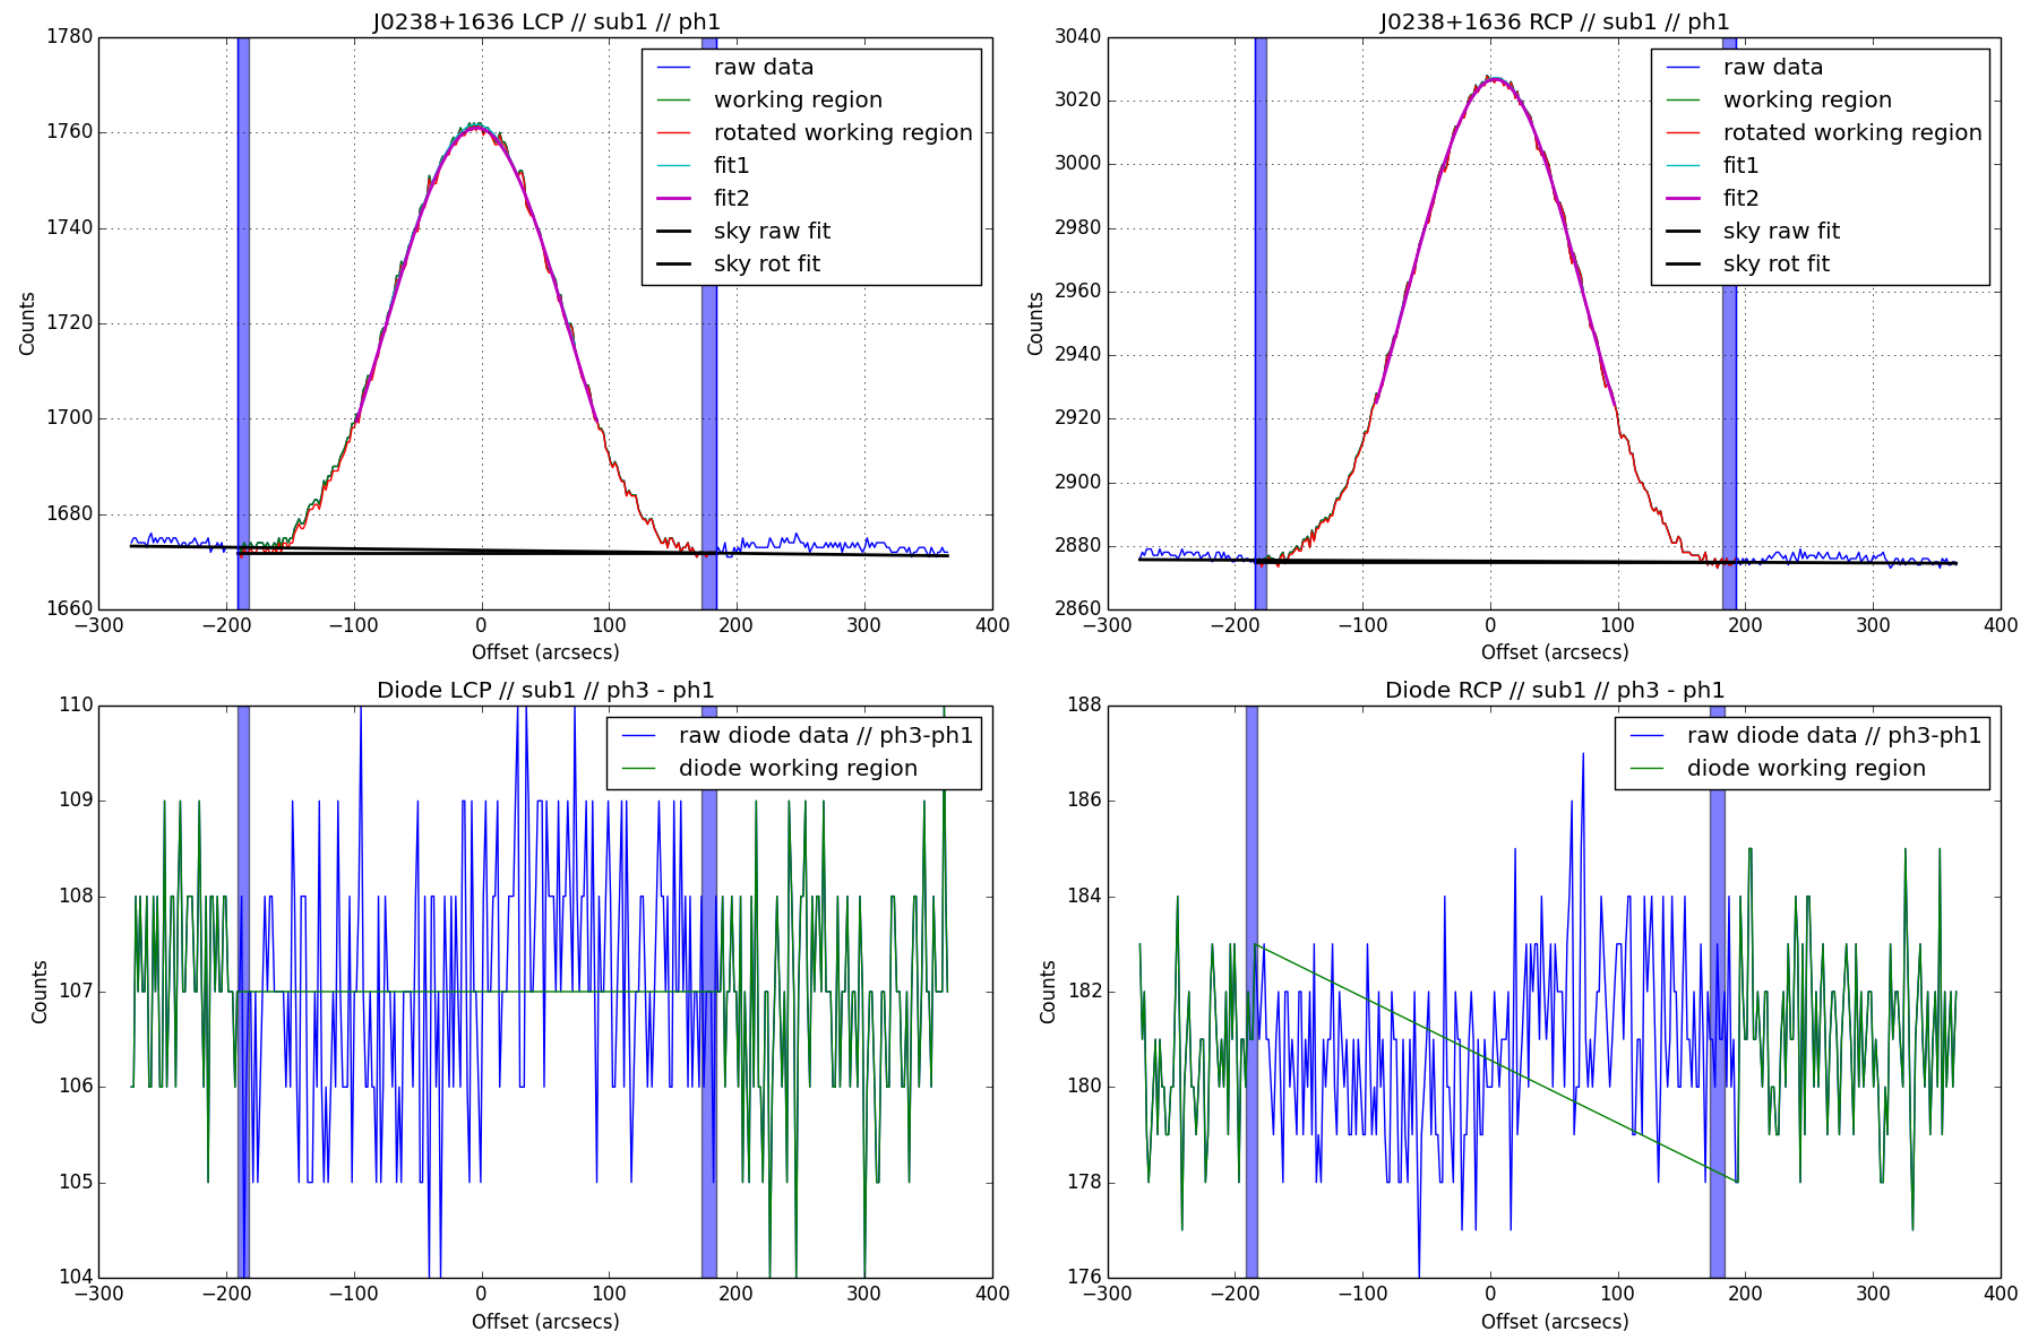 J0238+1636 LCP // sub1 // ph1
1780
1760
1740
1720
1700
1680
1660
Counts
raw data
working region
rotated working region
fit1
fit2
sky raw fit
sky rot fit
−300 −200 −100 0 100 200 300 400
Offset (arcsecs)
J0238+1636 RCP // sub1 // ph1
3040
3020
3000
2980
2960
2940
2920
2900
2880
2860
Counts
raw data
working region
rotated working region
fit1
fit2
sky raw fit
sky rot fit
−300 −200 −100 0 100 200 300 400
Offset (arcsecs)
Diode LCP // sub1 // ph3 - ph1
110
109
108
107
106
105
104
Counts
raw diode data // ph3-ph1
diode working region
−300 −200 −100 0 100 200 300 400
Offset (arcsecs)
Diode RCP // sub1 // ph3 - ph1
188
186
184
182
180
178
176
Counts
raw diode data // ph3-ph1
diode working region
−300 −200 −100 0 100 200 300 400
Offset (arcsecs)